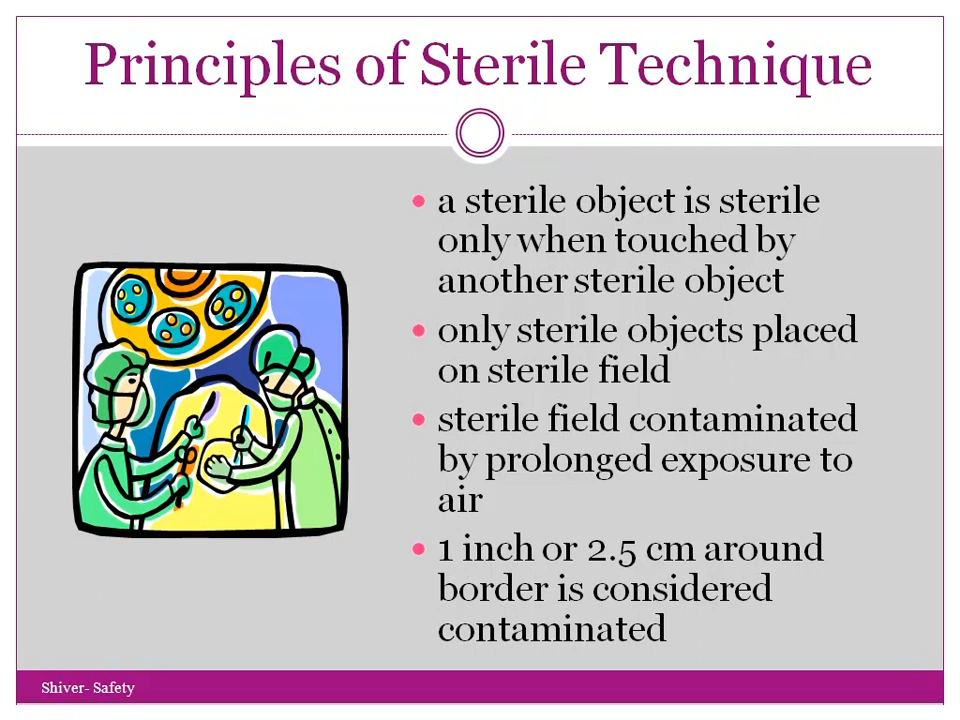 Principles of Sterile Technique
a sterile object is sterile
only when touched by
another sterile object
only sterile objects placed
on sterile field
sterile field contaminated
by prolonged exposure to
air
1 inch or 2.5 cm around
border is considered
contaminated
Shiver- Safety